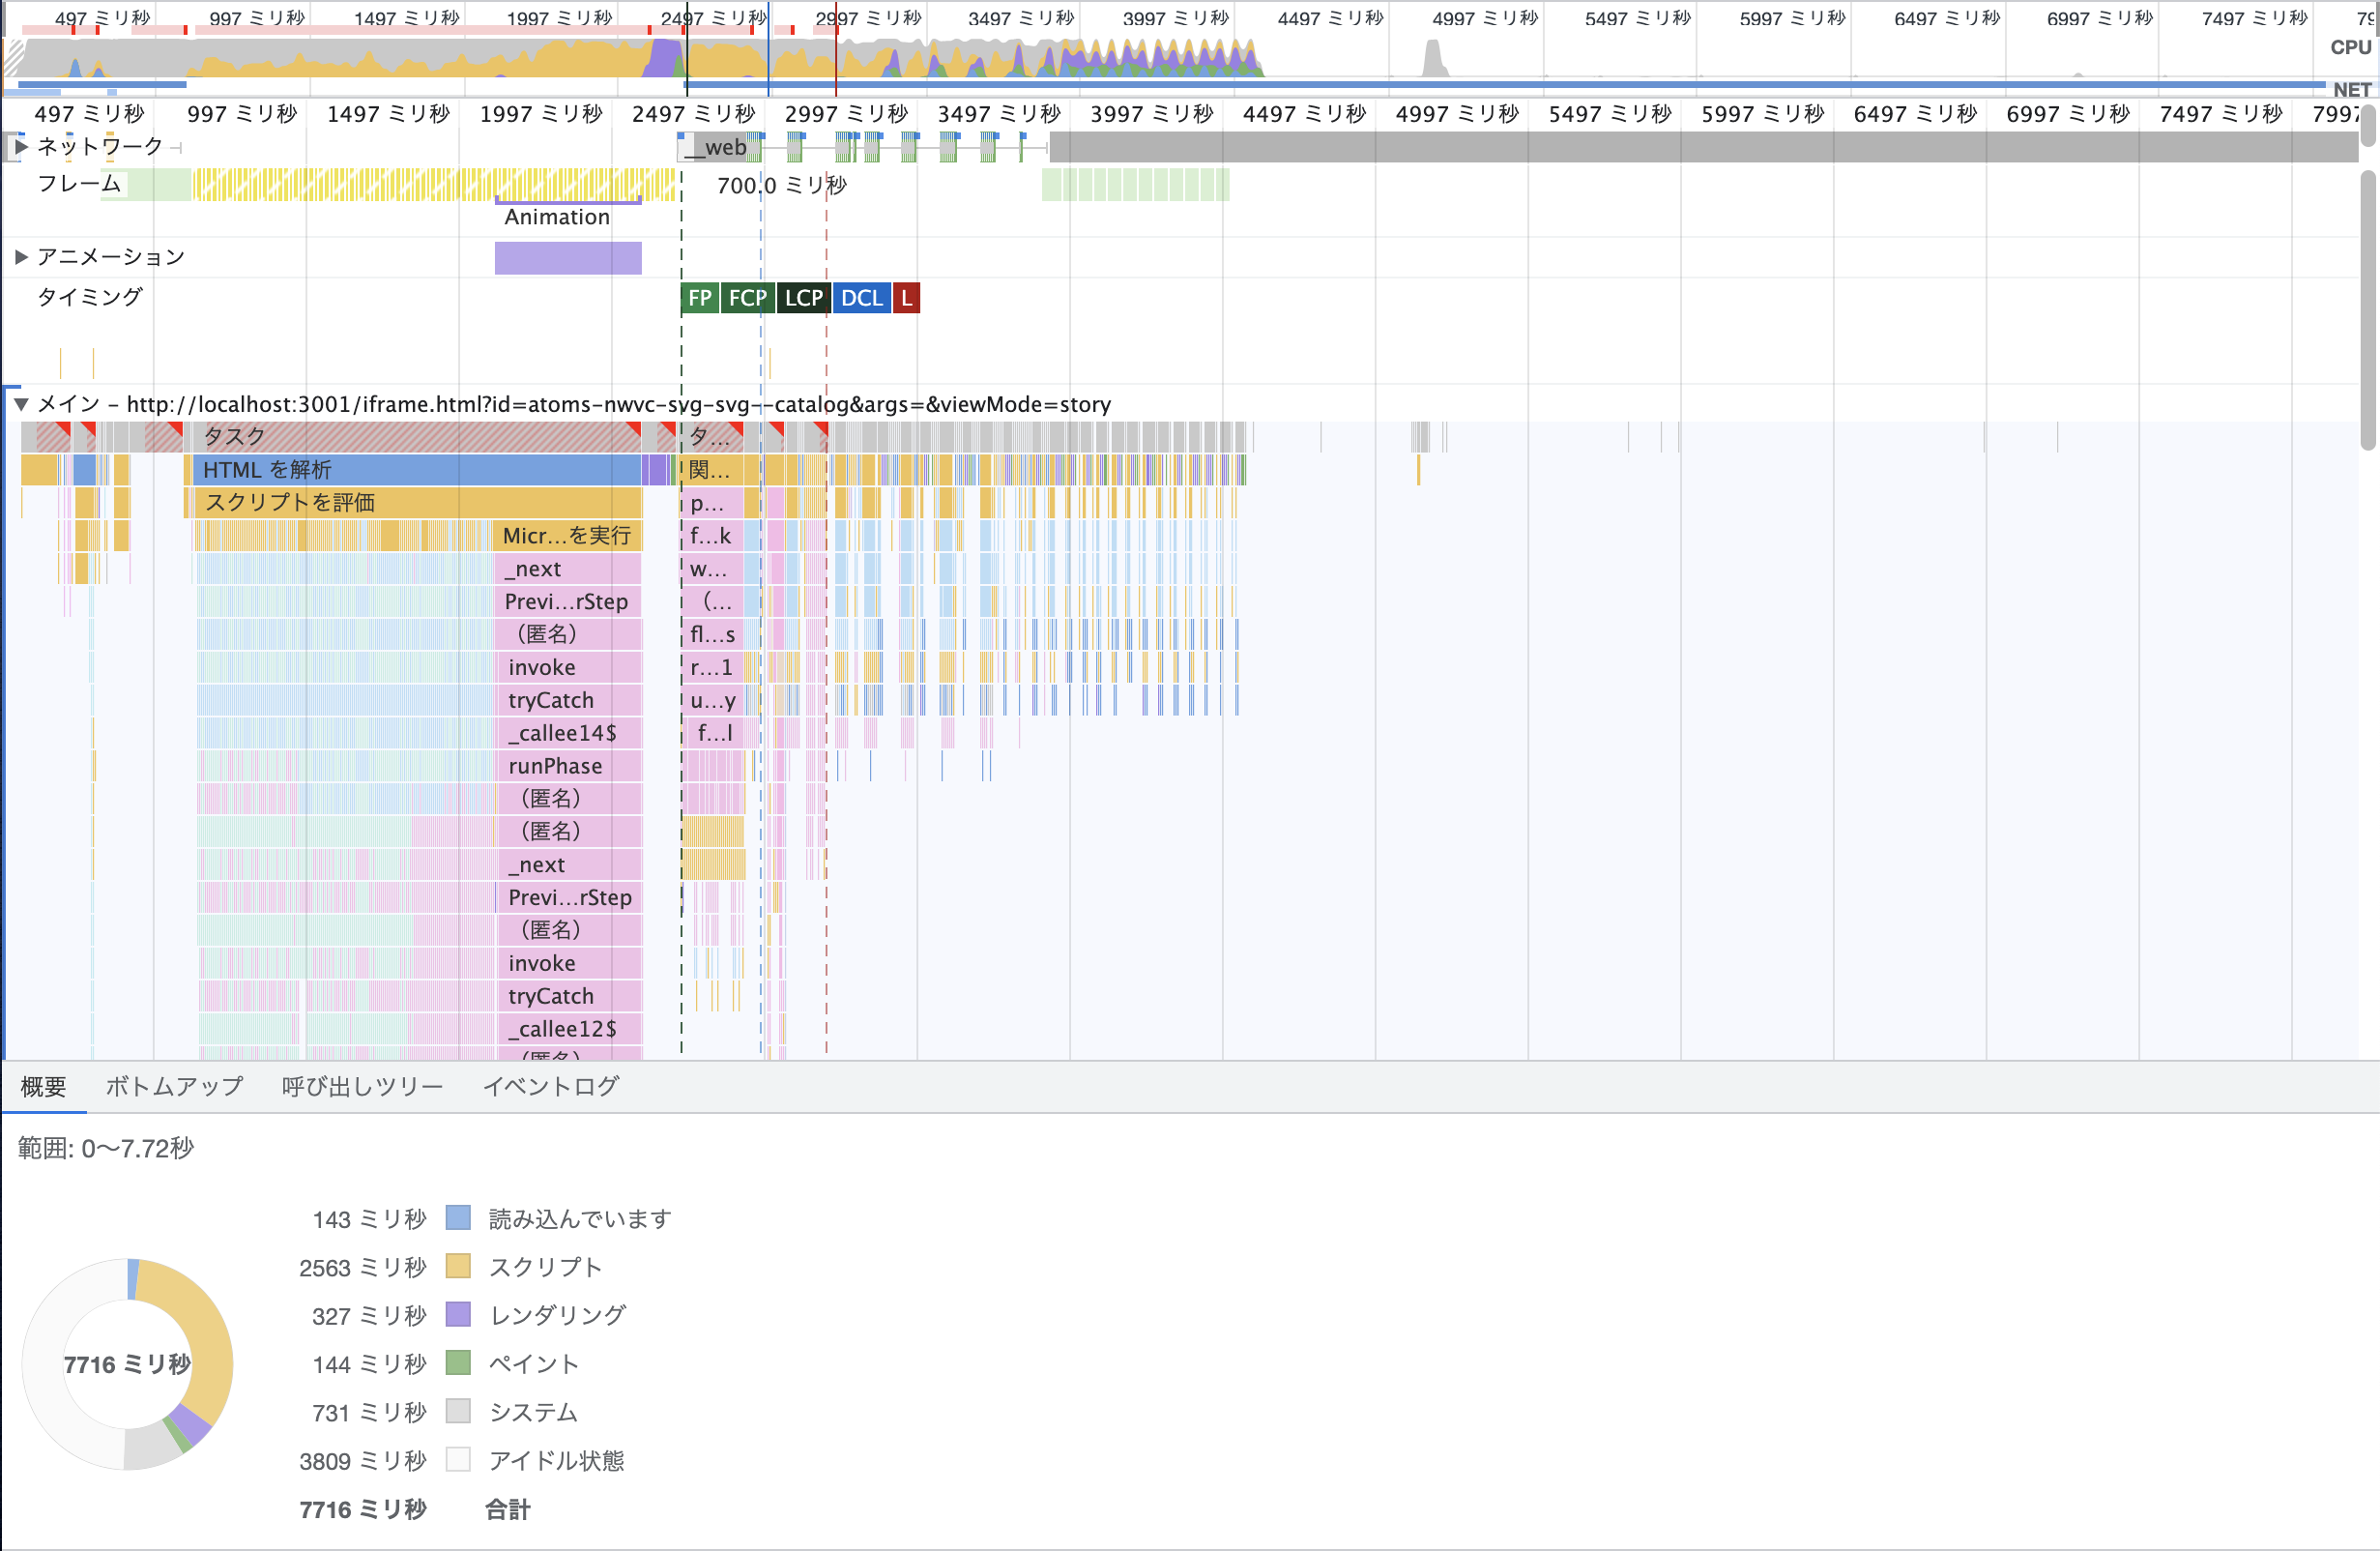 497 ミリ秒 997 ミリ秒 1497 ミリ秒 1997 ミリ秒 2497 ミリ秒 2997 ミリ秒 3497 ミリ秒 3997 ミリ秒 4497 ミリ秒 4997 ミリ秒 5497 ミリ秒 5997 ミリ秒 6497 ミリ秒 6997 ミリ秒 7497 ミリ秒
CPU
NET
497 ミリ秒 997 ミリ秒 1497 ミリ秒 1997 ミリ秒 2497 ミリ秒 2997 ミリ秒 3497 ミリ秒 3997 ミリ秒 4497 ミリ秒 4997 ミリ秒 5497 ミリ秒 5997 ミリ秒 6497 ミリ秒 6997 ミリ秒 7497 ミリ秒 7997
ネットワーク __web
フレーム 700.0 ミリ秒
Animation
アニメーション
タイミング FP FCP LCP DCL L
メイン – http://localhost:3001/iframe.html?id=atoms-nwvc-svg-svg--catalog&args=&viewMode=story
タスク タ…
HTML を解析 関…
スクリプトを評価 p…
Micr…を実行 f…k
_next w…
Previ…rStep （…
（匿名） fl…s
invoke r…1
tryCatch u…y
_callee14$ f…l
runPhase
（匿名）
（匿名）
_next
Previ…rStep
（匿名）
invoke
tryCatch
_callee12$
（匿名）
概要 ボトムアップ 呼び出しツリー イベントログ
範囲: 0～7.72秒
143 ミリ秒 読み込んでいます
2563 ミリ秒 スクリプト
327 ミリ秒 レンダリング
7716 ミリ秒
144 ミリ秒 ペイント
731 ミリ秒 システム
3809 ミリ秒 アイドル状態
7716 ミリ秒 合計